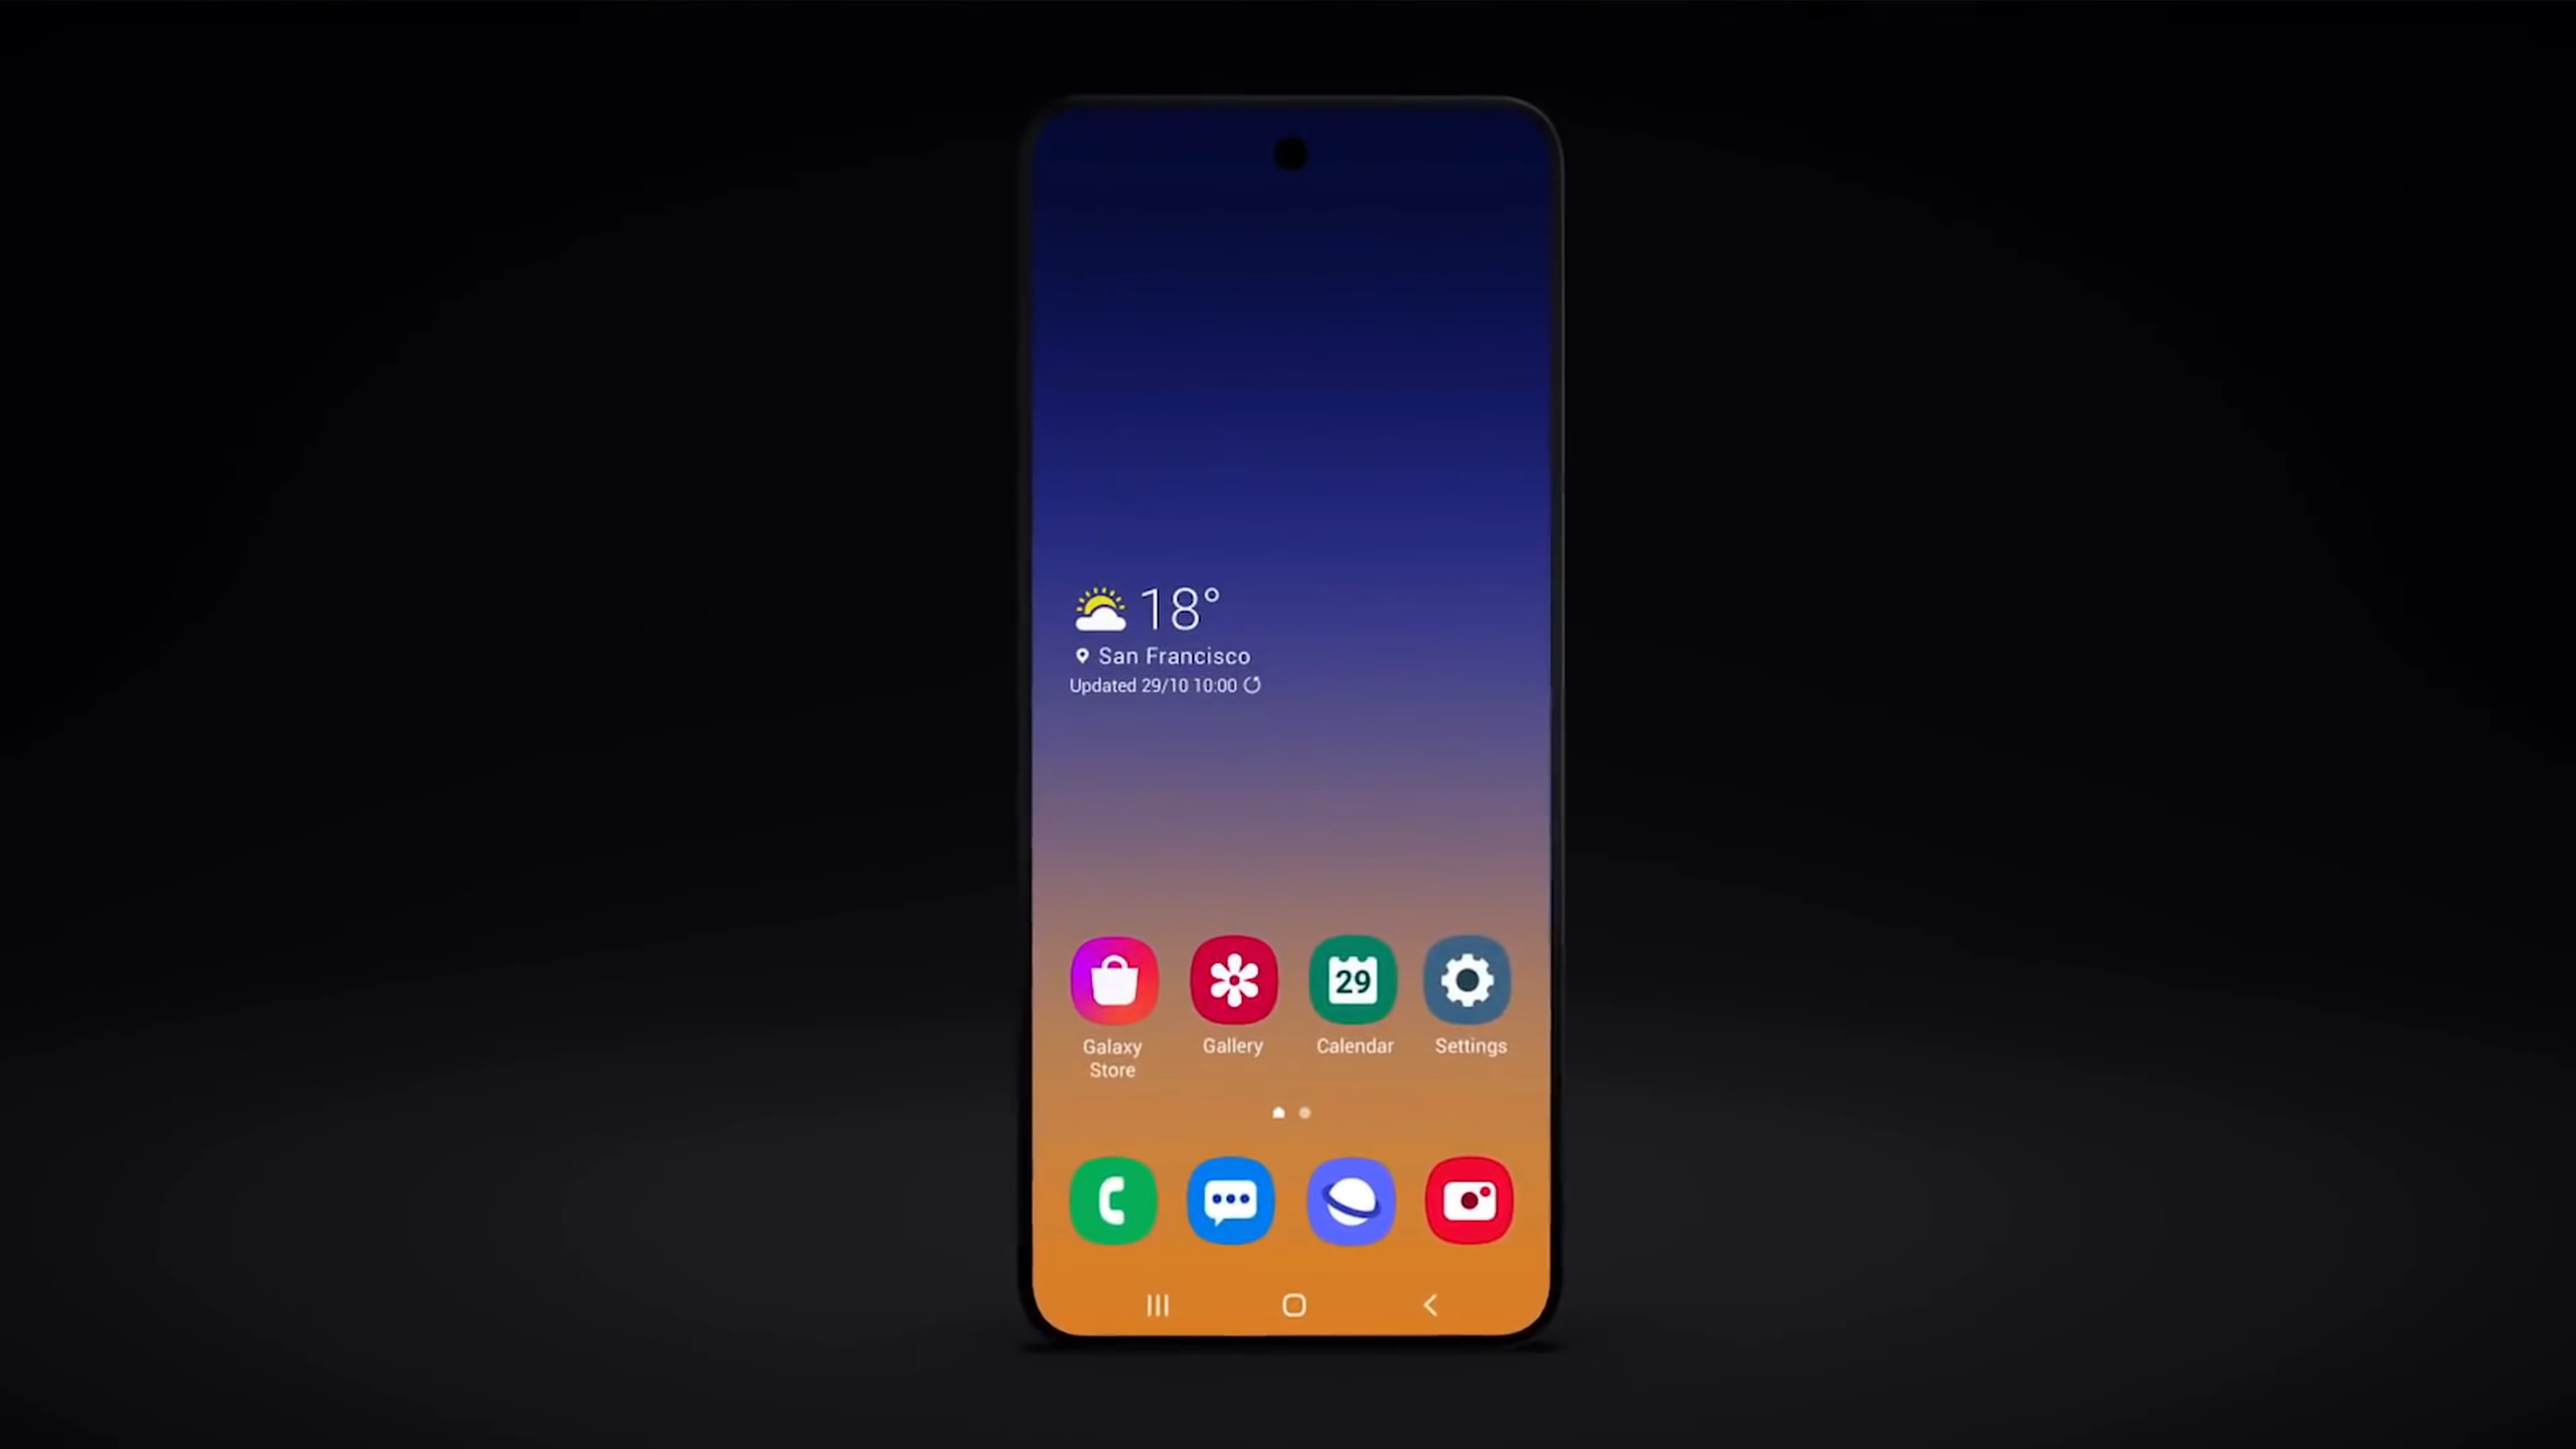 18°
San Francisco
Updated 29/10 10:00
29
Galaxy
Store
Gallery
Calendar
Settings